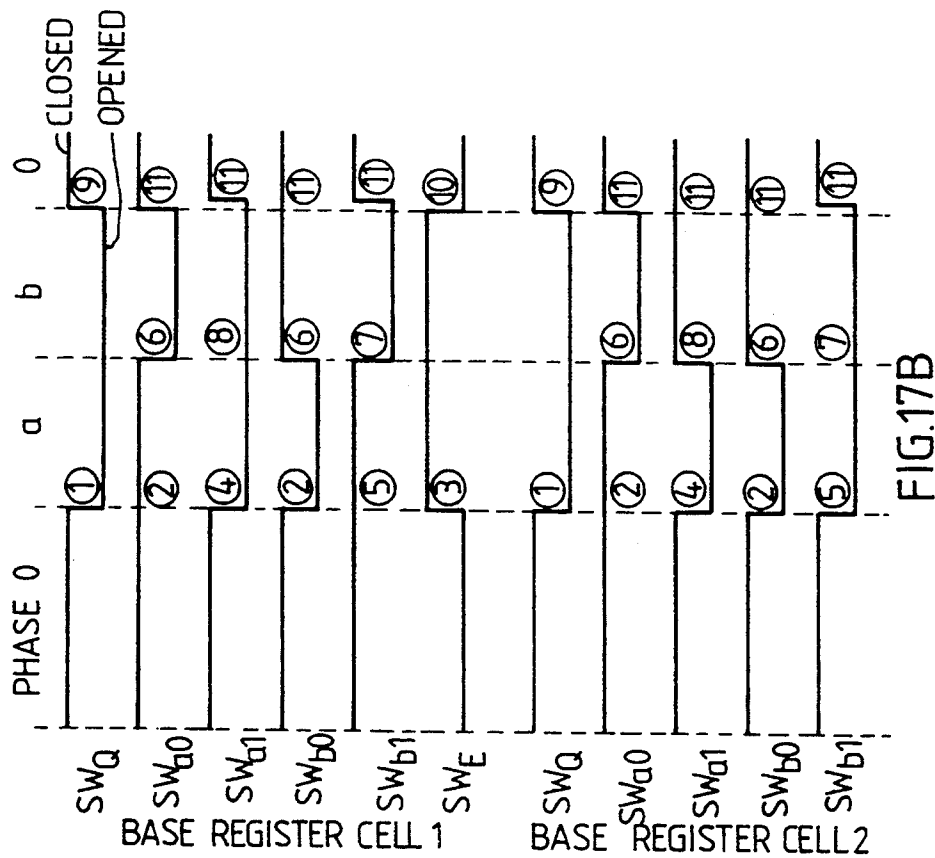 PHASE 0 a b 0
CLOSED
OPENED
BASE REGISTER CELL 1
SWQ ① ⑨
SWa0 ② ⑥ ⑪
SWa1 ④ ⑧ ⑪
SWb0 ② ⑥ ⑪
SWb1 ⑤ ⑦ ⑪
SWE ③ ⑩
BASE REGISTER CELL 2
SWQ ① ⑨
SWa0 ② ⑥ ⑪
SWa1 ④ ⑧ ⑪
SWb0 ② ⑥ ⑪
SWb1 ⑤ ⑦ ⑪
FIG.17B